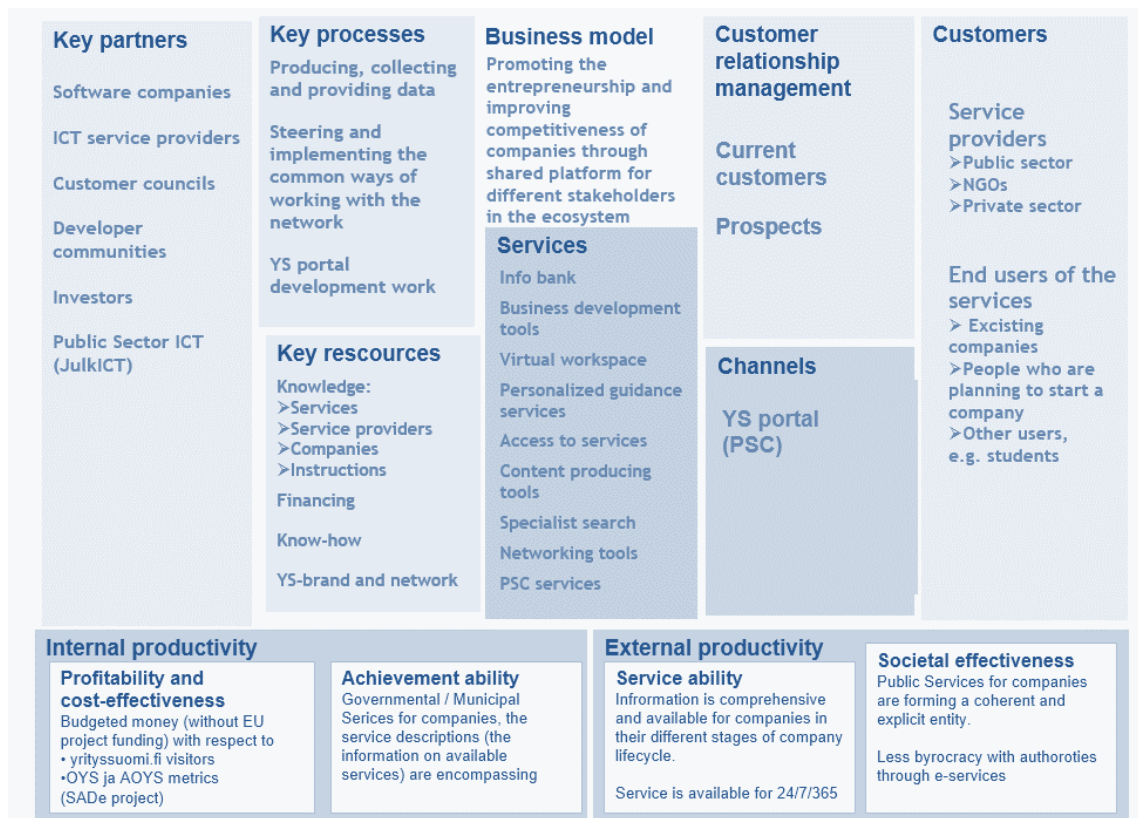 Key partners
Software companies
ICT service providers
Customer councils
Developer
communities
Investors
Public Sector ICT
(JulkICT)
Key processes
Producing, collecting
and providing data
Steering and
implementing the
common ways of
working with the
network
YS portal
development work
Key rescources
Knowledge:
➢Services
➢Service providers
➢Companies
➢Instructions
Financing
Know-how
YS-brand and network
Business model
Promoting the
entrepreneurship and
improving
competitiveness of
companies through
shared platform for
different stakeholders
in the ecosystem
Services
Info bank
Business development
tools
Virtual workspace
Personalized guidance
services
Access to services
Content producing
tools
Specialist search
Networking tools
PSC services
Customer
relationship
management
Current
customers
Prospects
Channels
YS portal
(PSC)
Customers
Service
providers
➢Public sector
➢NGOs
➢Private sector
End users of the
services
➢ Excisting
companies
➢People who are
planning to start a
company
➢Other users,
e.g. students
Internal productivity
Profitability and
cost-effectiveness
Budgeted money (without EU
project funding) with respect to
• yrityssuomi.fi visitors
•OYS ja AOYS metrics
(SADe project)
Achievement ability
Governmental / Municipal
Serices for companies, the
service descriptions (the
information on available
services) are encompassing
External productivity
Service ability
Infrormation is comprehensive
and available for companies in
their different stages of company
lifecycle.
Service is available for 24/7/365
Societal effectiveness
Public Services for companies
are forming a coherent and
explicit entity.
Less byrocracy with authoroties
through e-services